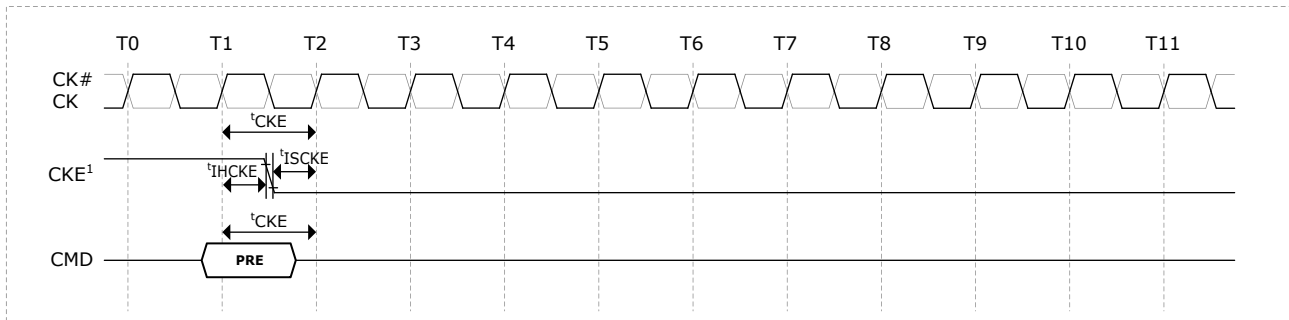 T0 T1 T2 T3 T4 T5 T6 T7 T8 T9 T10 T11
CK#
CK
tCKE
tISCKE
CKE1
tIHCKE
tCKE
CMD
PRE